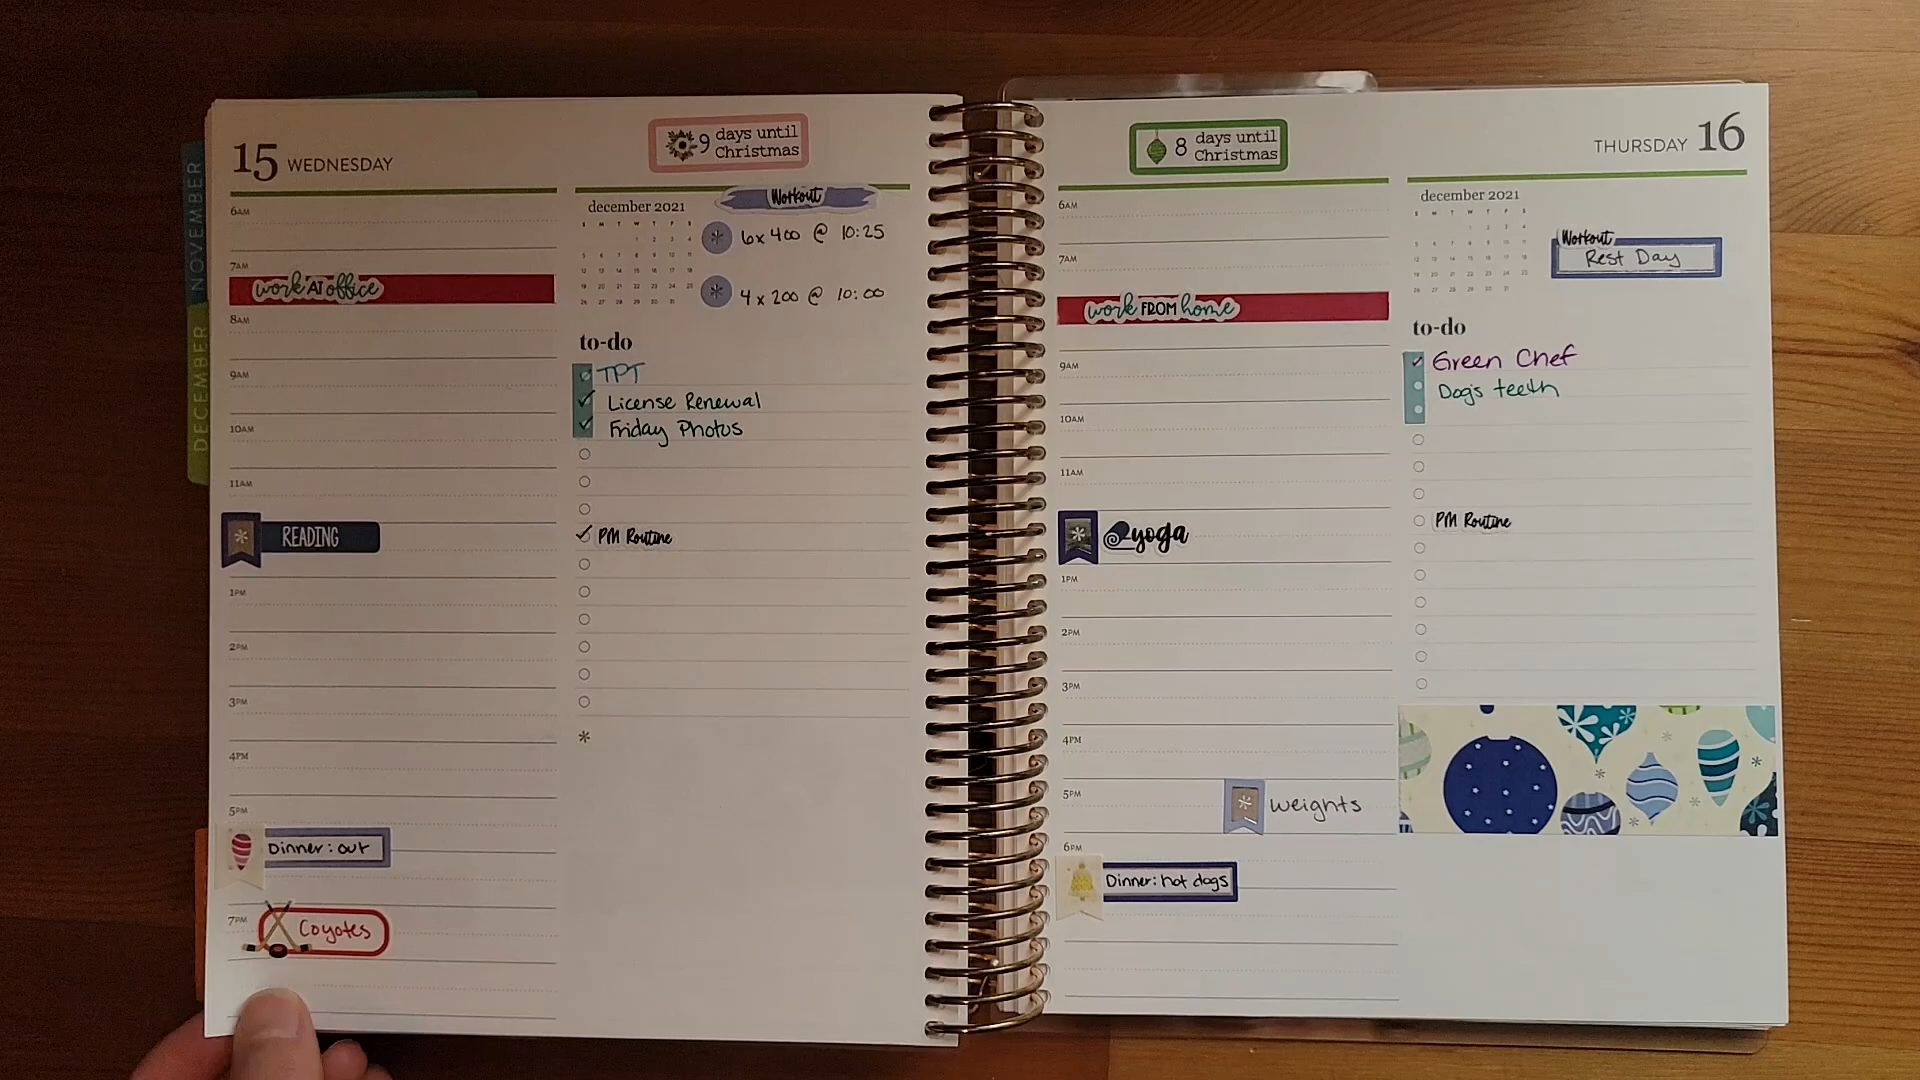 NOVEMBER
DECEMBER
15 WEDNESDAY
9 days until
Christmas
6AM
7AM
work AT office
8AM
9AM
10AM
11AM
READING
1PM
2PM
3PM
4PM
5PM
Dinner: out
7PM
Coyotes
december 2021
Workout
6x 400 @ 10:25
4 x 200 @ 10:00
to-do
TPT
License Renewal
Friday Photos
PM Routine
*
8 days until
Christmas
THURSDAY 16
6AM
7AM
work FROM home
9AM
10AM
11AM
yoga
1PM
2PM
3PM
4PM
5PM
weights
6PM
Dinner: hot dogs
december 2021
Workout
Rest Day
to-do
Green Chef
Dogs teeth
PM Routine